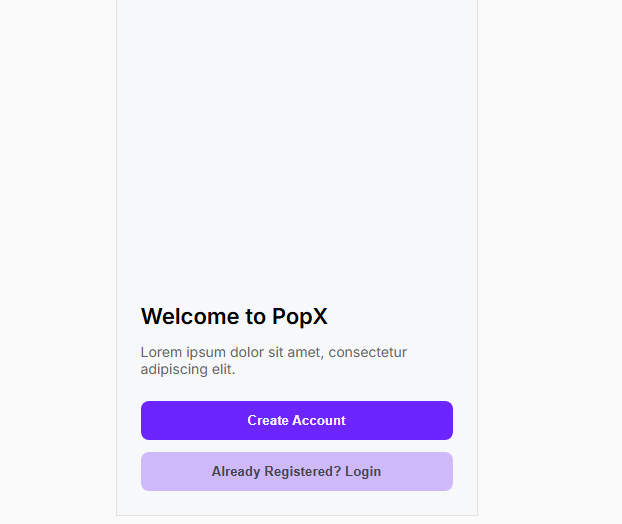 Welcome to PopX
Lorem ipsum dolor sit amet, consectetur
adipiscing elit.
Create Account
Already Registered? Login